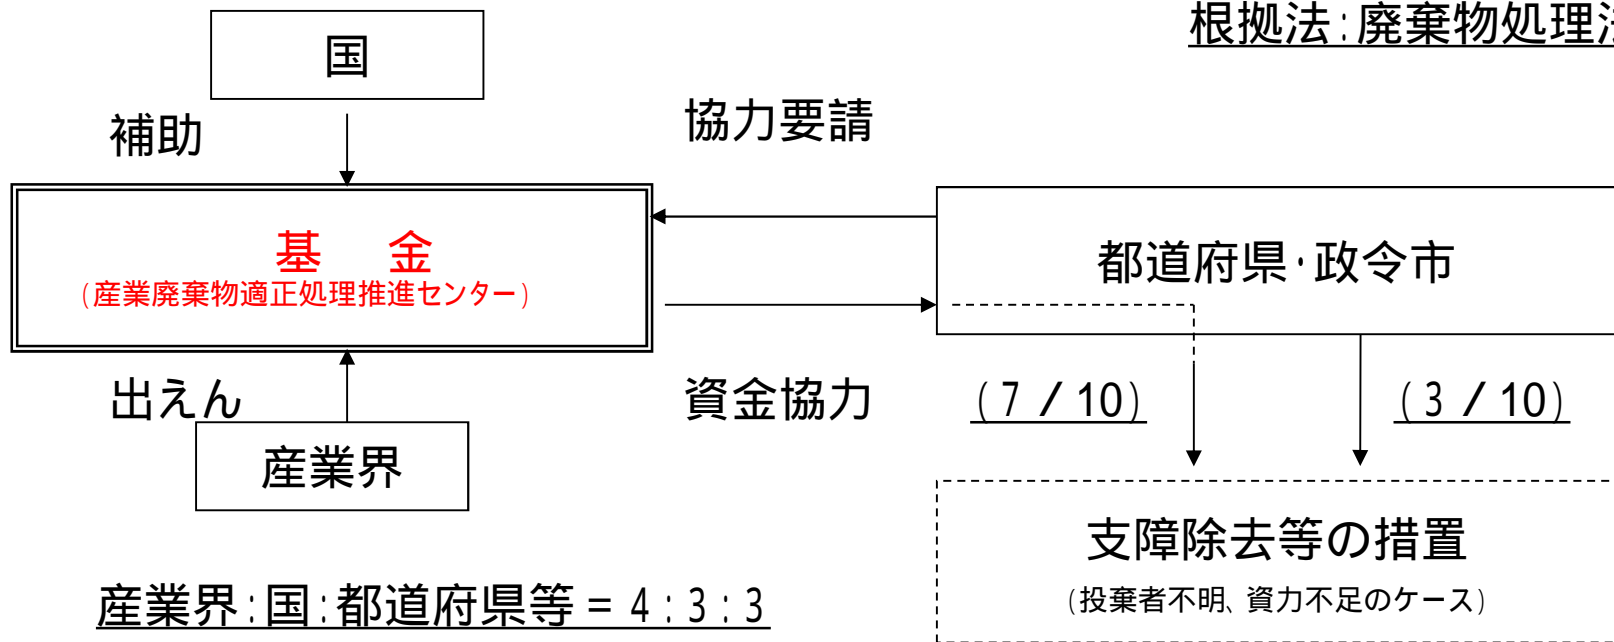 根拠法:廃棄物処理法
国
補助
協力要請
基 金
(産業廃棄物適正処理推進センター)
都道府県・政令市
出えん
資金協力
(7/10)
(3/10)
産業界
支障除去等の措置
(投棄者不明、資力不足のケース)
産業界:国:都道府県等=4:3:3